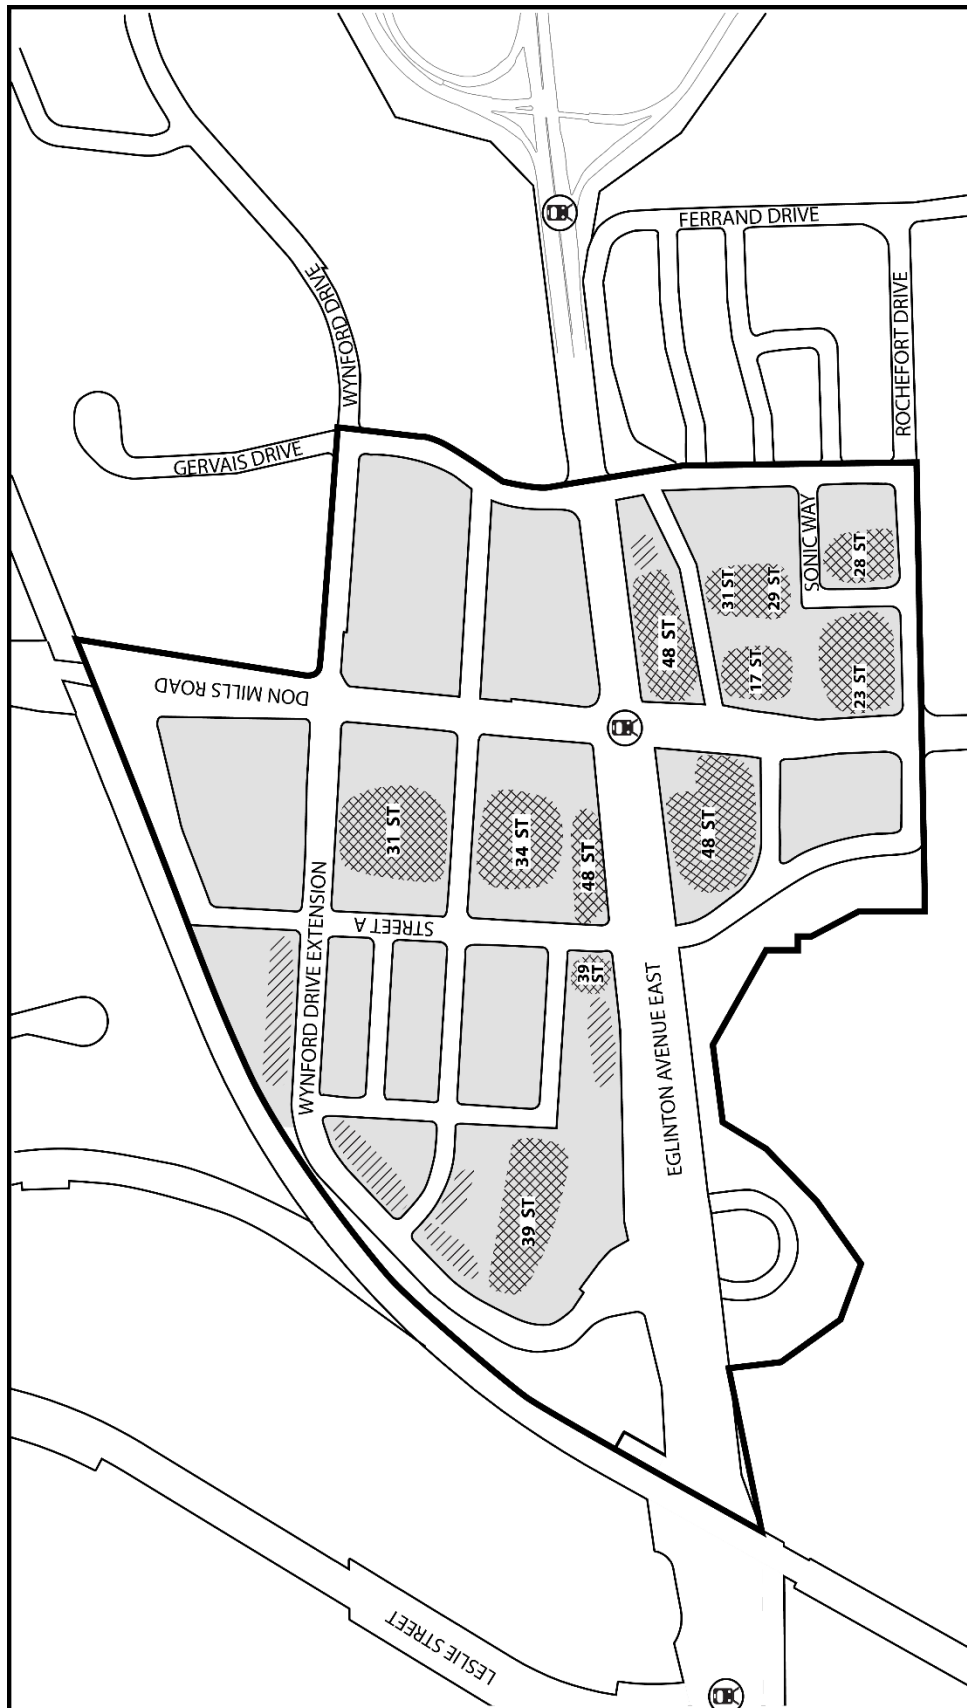 FERRAND DRIVE
ROCHEFORT DRIVE
WYNFORD DRIVE
GERVAIS DRIVE
SONIC WAY
28 ST
31 ST
29 ST
48 ST
17 ST
23 ST
DON MILLS ROAD
31 ST
34 ST
48 ST
48 ST
STREET A
WYNFORD DRIVE EXTENSION
39
ST
EGLINTON AVENUE EAST
39 ST
LESLIE STREET